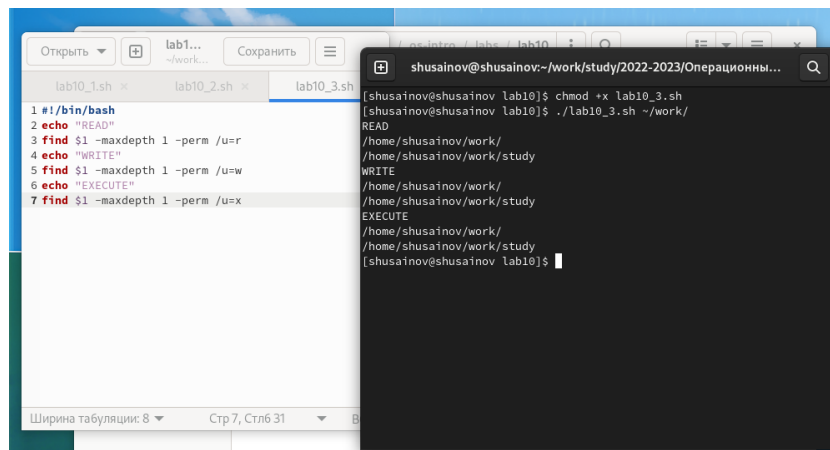 Открыть
lab1...
~/work...
Сохранить
/ os-intro / labs / lab10
lab10_1.sh ×
lab10_2.sh ×
lab10_3.sh
1 #!/bin/bash
2 echo "READ"
3 find $1 -maxdepth 1 -perm /u=r
4 echo "WRITE"
5 find $1 -maxdepth 1 -perm /u=w
6 echo "EXECUTE"
7 find $1 -maxdepth 1 -perm /u=x
Ширина табуляции: 8
Стр 7, Стлб 31
shusainov@shusainov:~/work/study/2022-2023/Операционны...
[shusainov@shusainov lab10]$ chmod +x lab10_3.sh
[shusainov@shusainov lab10]$ ./lab10_3.sh ~/work/
READ
/home/shusainov/work/
/home/shusainov/work/study
WRITE
/home/shusainov/work/
/home/shusainov/work/study
EXECUTE
/home/shusainov/work/
/home/shusainov/work/study
[shusainov@shusainov lab10]$